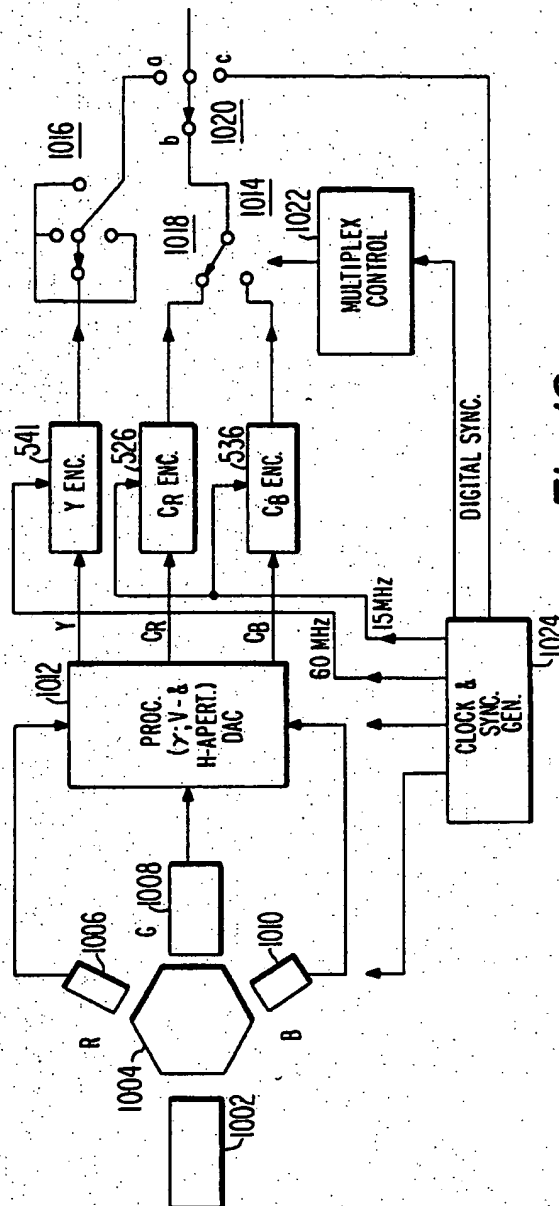 1016
a
b
c
1020
1018
1014
1022
MULTIPLEX
CONTROL
541
Y ENC.
526
CR ENC.
536
CB ENC.
Y
CR
CB
60 MHz
15MHz
DIGITAL SYNC.
1012
PROC.
(γ; V- &
H-APERT.)
DAC
1024
CLOCK &
SYNC.
GEN.
R
1006
G
1008
B
1010
1004
1002